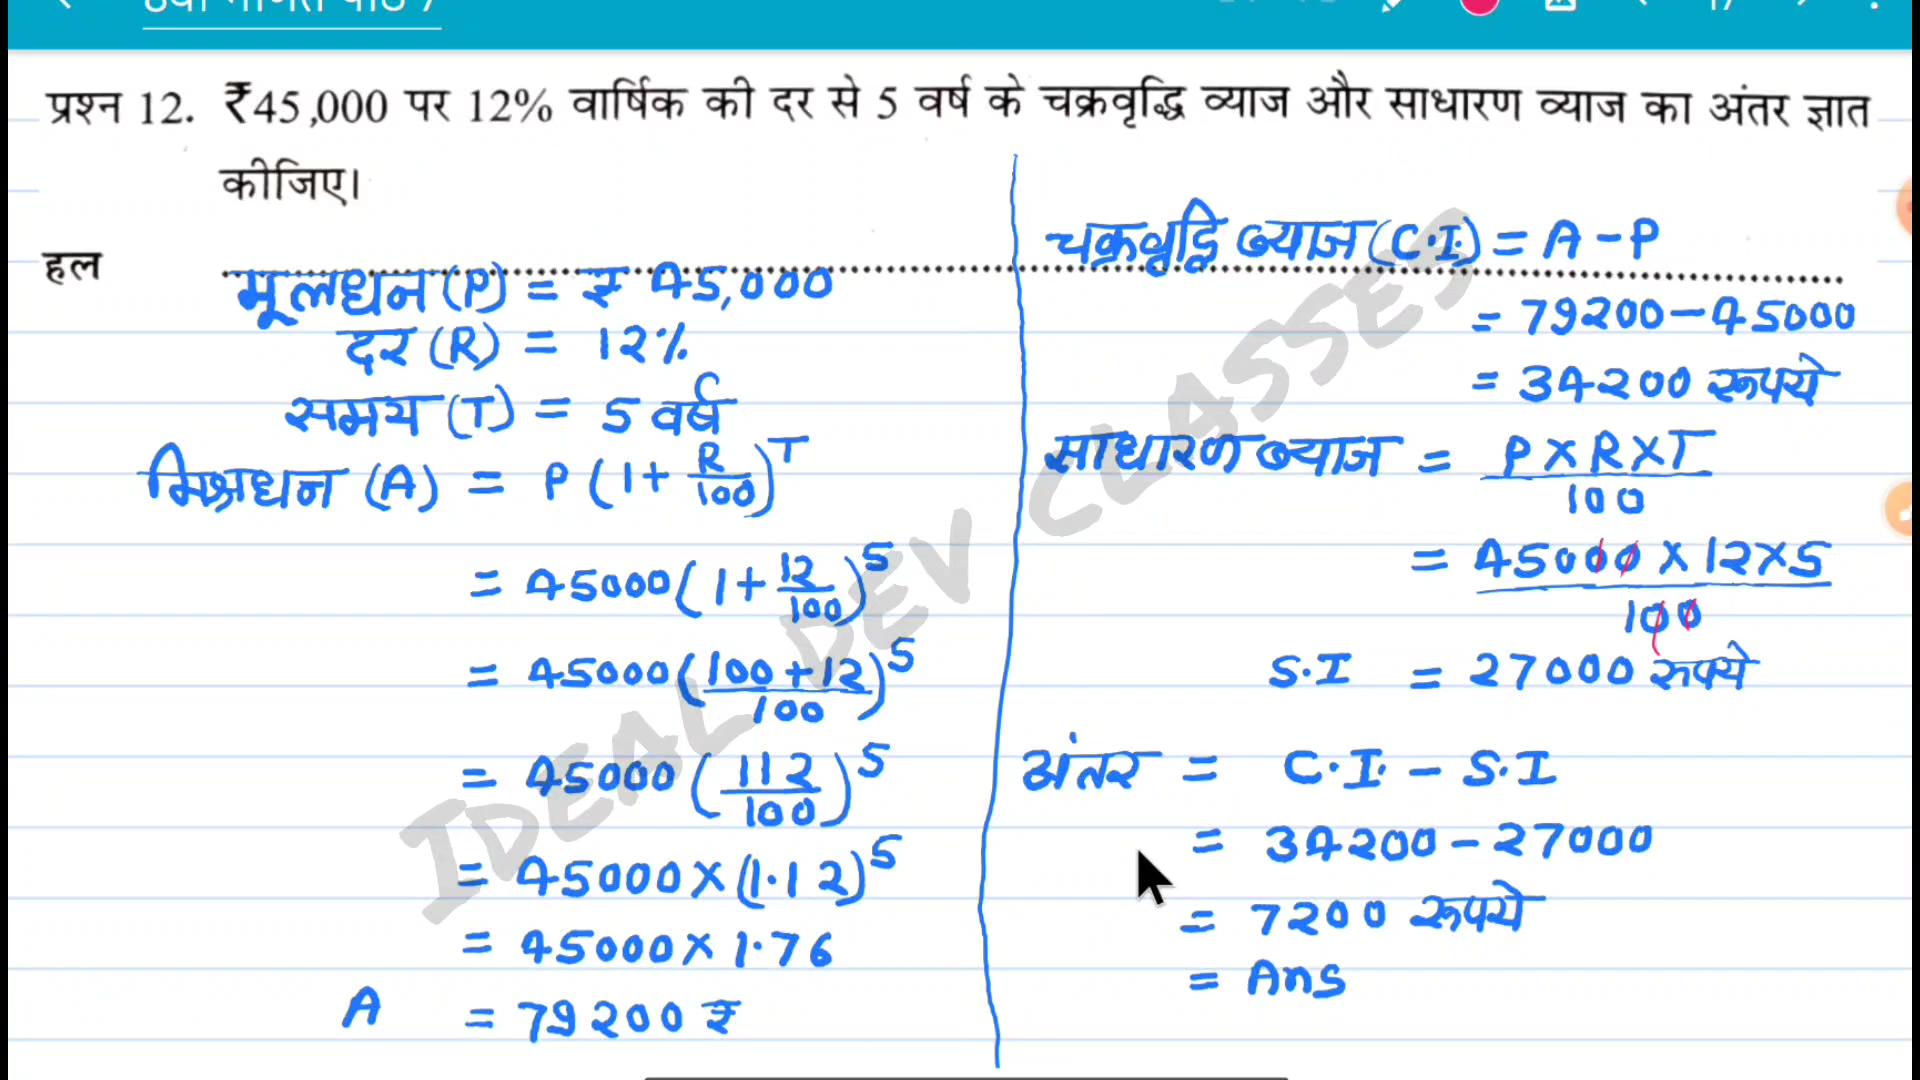 8वी गणित पाठ 7
प्रश्न 12. ₹45,000 पर 12% वार्षिक की दर से 5 वर्ष के चक्रवृद्धि व्याज और साधारण व्याज का अंतर ज्ञात
कीजिए।
हल
मूलधन (P) = ₹ 45,000
दर (R) = 12%
समय (T) = 5 वर्ष
मिश्रधन (A) = P (1 + R/100)^T
= 45000 (1 + 12/100)^5
= 45000 (100+12/100)^5
= 45000 (112/100)^5
= 45000 × (1.12)^5
= 45000 × 1.76
A = 79200 ₹
चक्रवृद्धि ब्याज (C.I.) = A - P
= 79200 - 45000
= 34200 रूपये
साधारण ब्याज = P × R × T / 100
= 45000 × 12 × 5 / 100
S.I = 27000 रुपये
अंतर = C.I. - S.I
= 34200 - 27000
= 7200 रूपये
= Ans
IDEAL DEV CLASSES